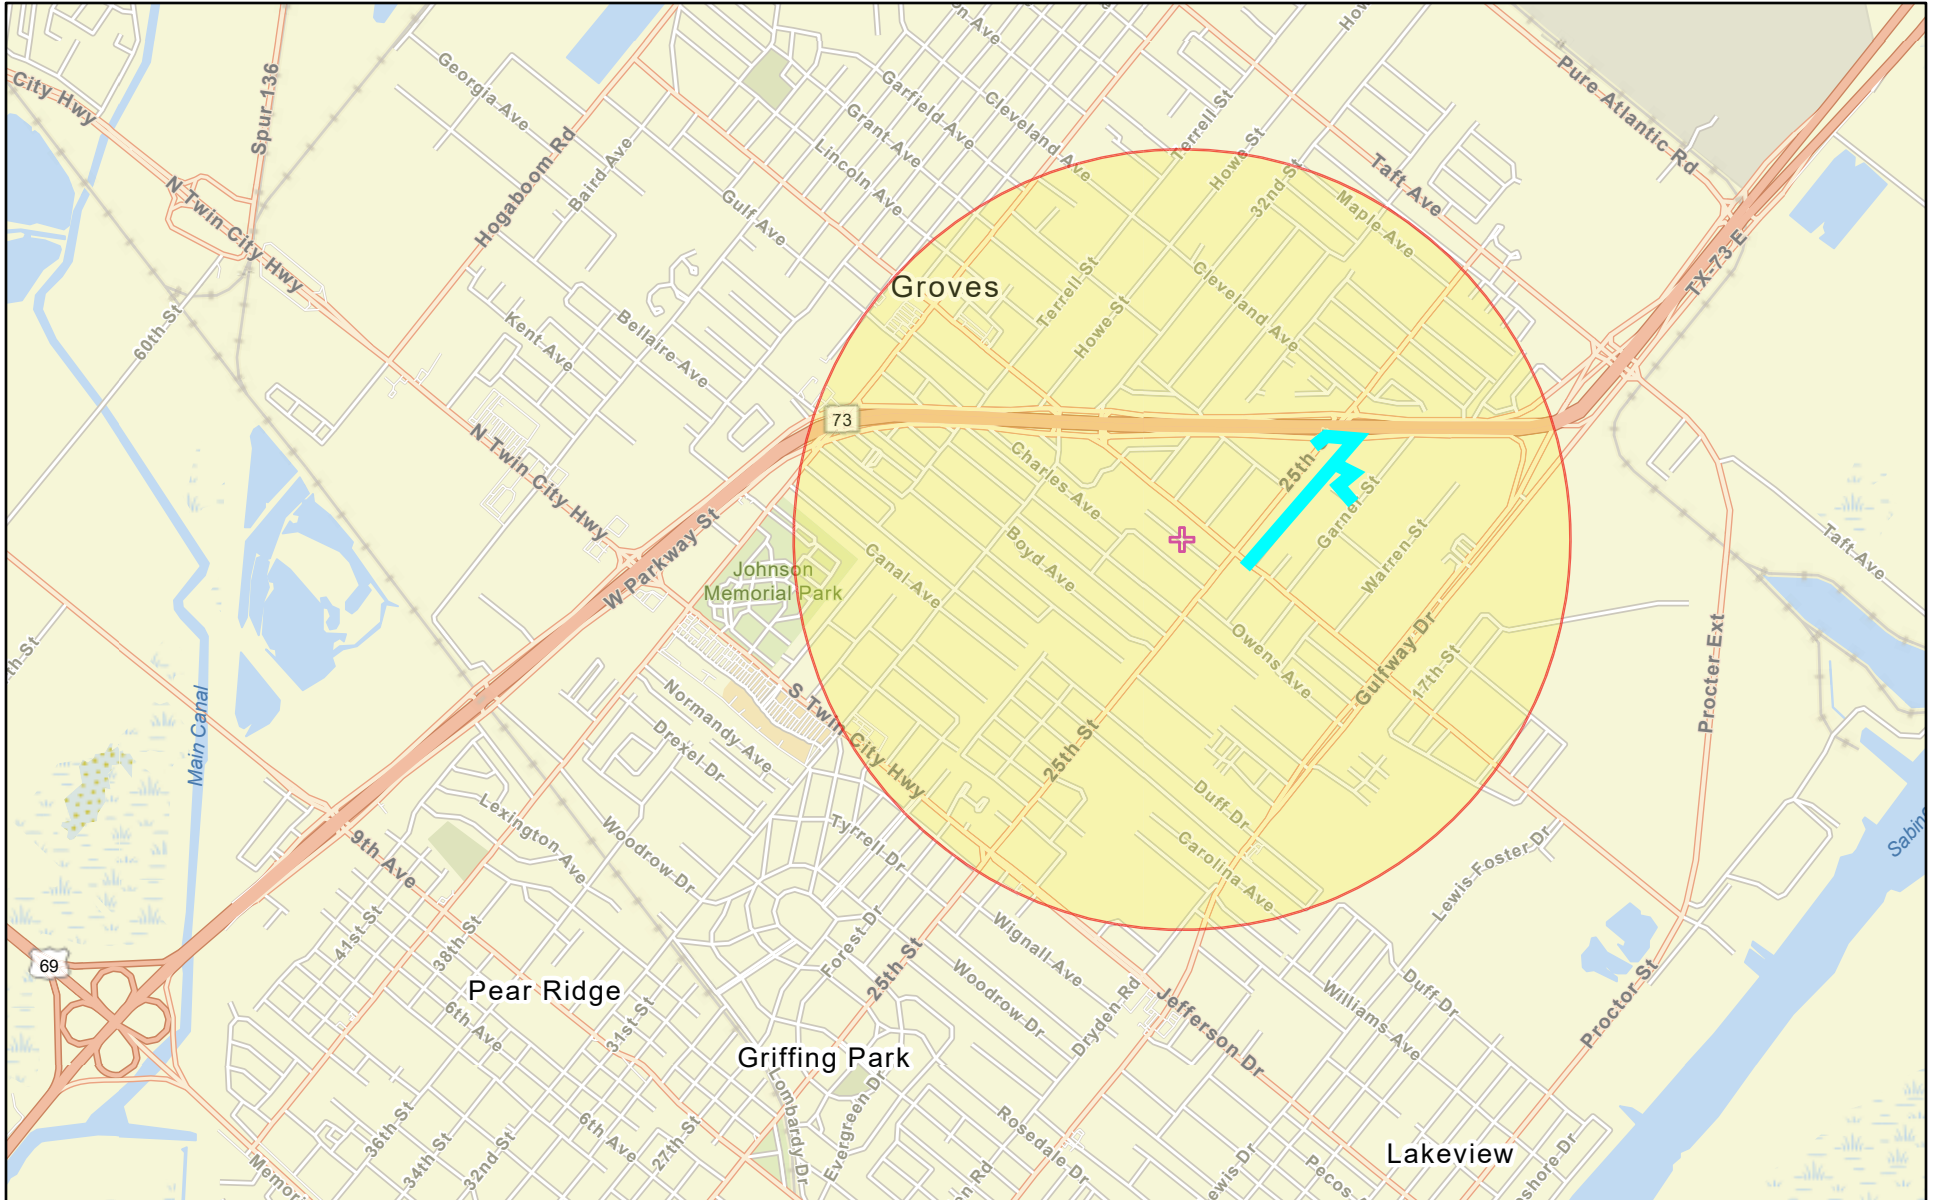 City Hwy
Spur 136
Georgia Ave
Garfield Ave
Cleveland Ave
Grant Ave
Lincoln Ave
Terrell St
Howe St
32nd St
Pure Atlantic Rd
Taft Ave
Maple Ave
N Twin City Hwy
Hogaboom Rd
Baird Ave
Gulf Ave
TX-73 E
Groves
Terrell St
Howe St
Cleveland Ave
60th St
Kent Ave
Bellaire Ave
73
N Twin City Hwy
Charles Ave
25th
Garner St
Warren St
W Parkway St
Boyd Ave
Canal Ave
Johnson
Memorial Park
Taft Ave
Owens Ave
Gulfway Dr
17th St
Procter Ext
Main Canal
Normandy Ave
Drexel Dr
S Twin City Hwy
25th St
Duff Dr
Carolina Ave
Lexington Ave
Woodrow Dr
Tyrrell Dr
9th Ave
Lewis Foster Dr
41st St
38th St
Forest Dr
25th St
Wignall Ave
Woodrow Dr
69
Pear Ridge
6th Ave
31st St
Dryden Rd
Jefferson Dr
Williams Ave
Duff Dr
Proctor St
Griffing Park
36th St
34th St
32nd St
6th Ave
27th St
Lombardy Dr
Evergreen Dr
Rosedale Dr
Lakeview